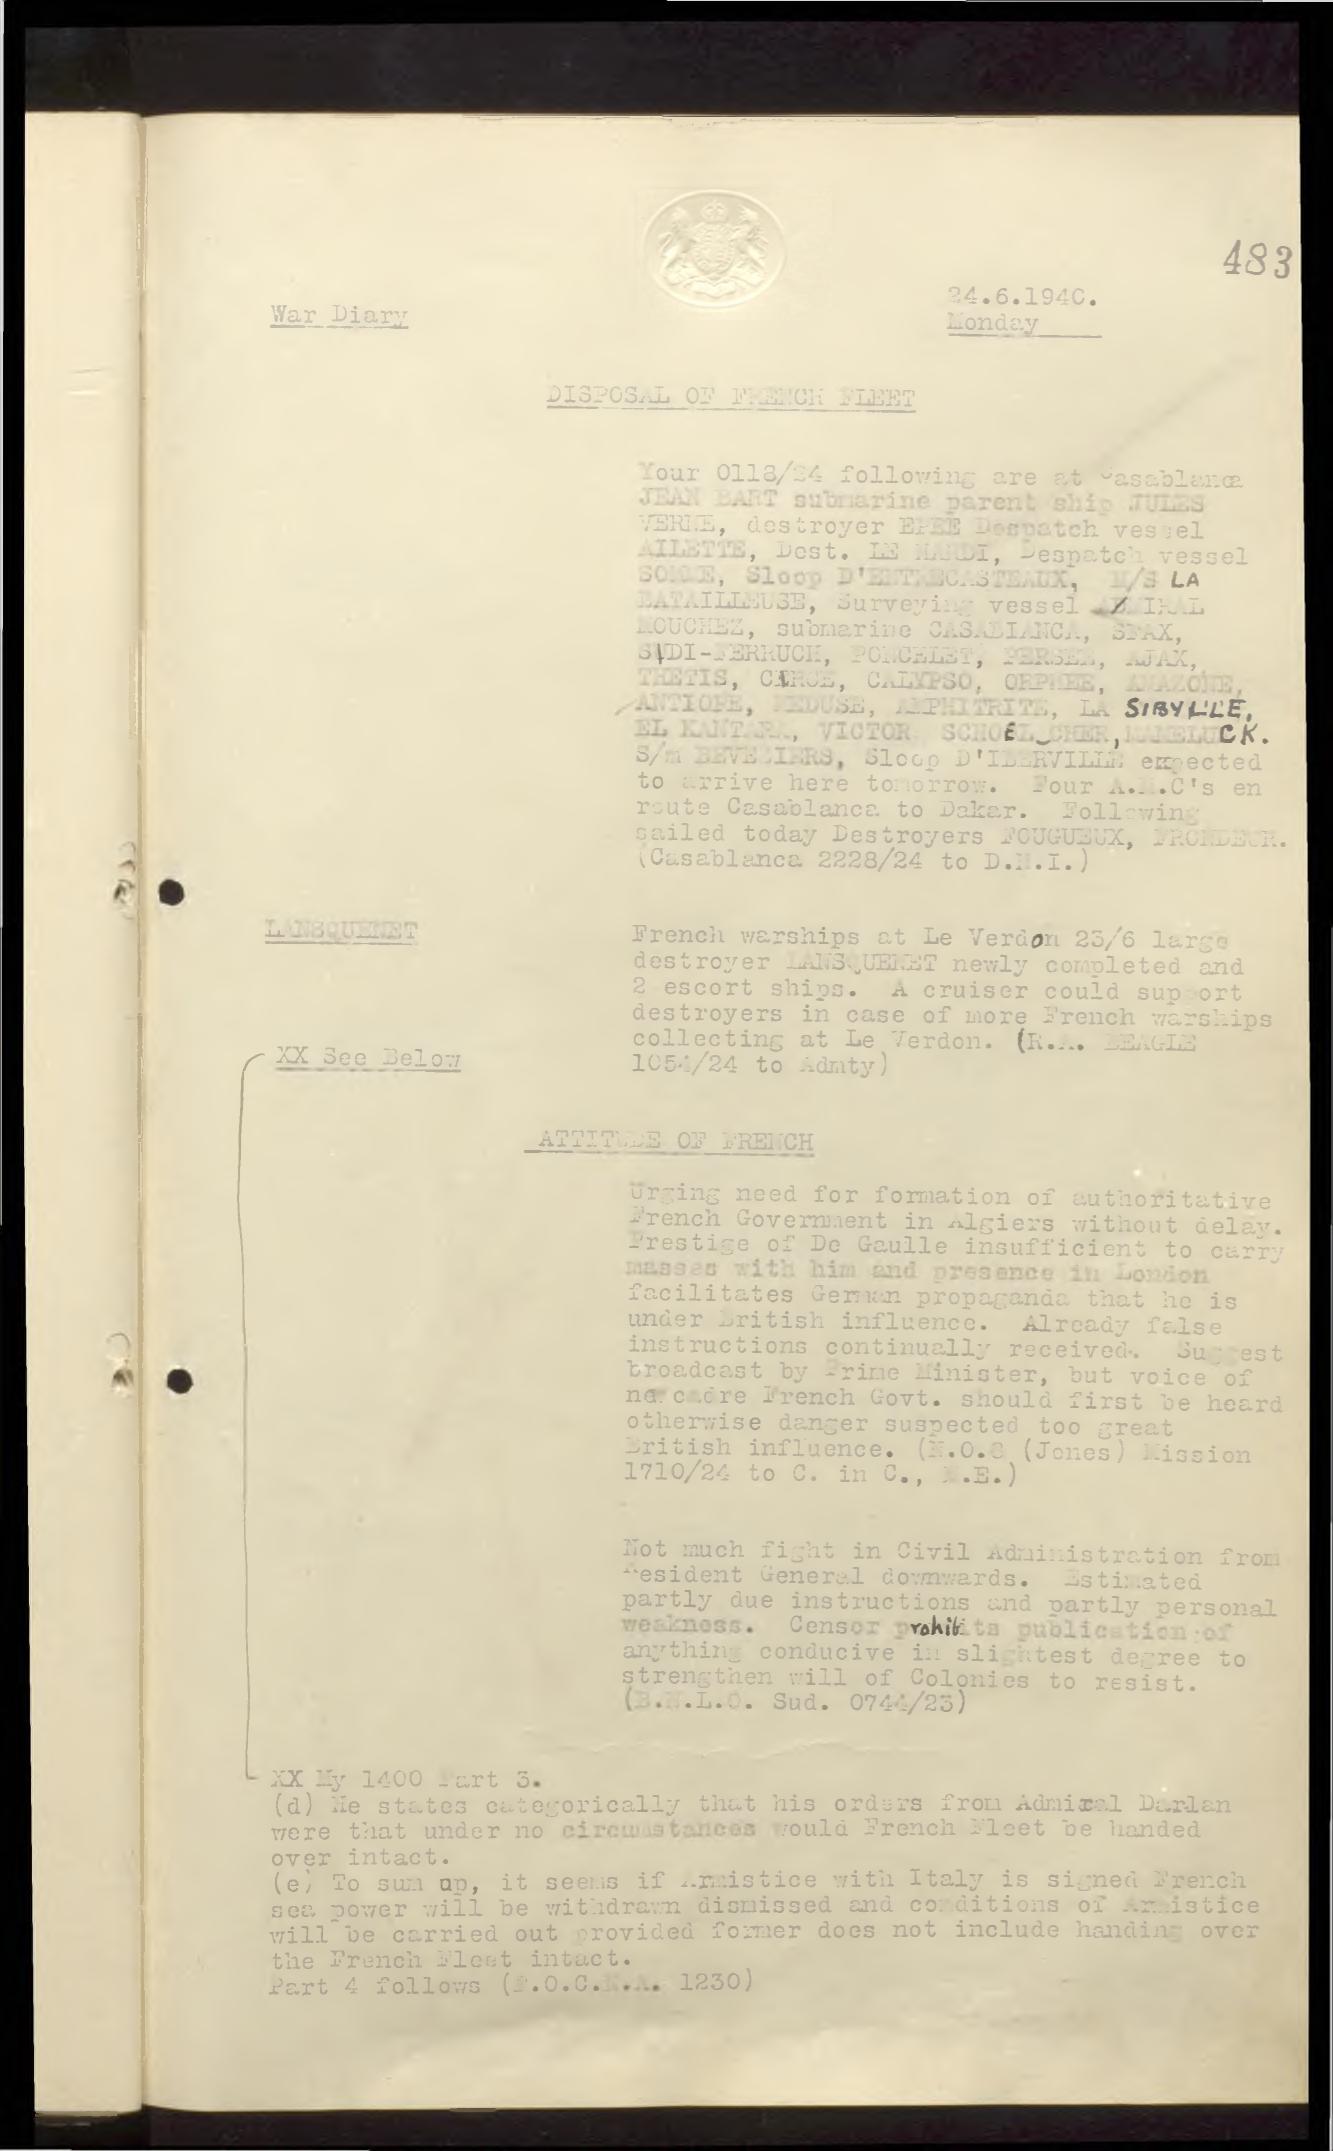 483
24.6.1940.
Monday
War Diary
DISPOSAL OF FRENCH FLEET
Your 0118/24 following are at Casablanca
JEAN BART submarine parent ship JULES
VERNE, destroyer EPEE Despatch vessel
AILETTE, Dest. LE HARDI, Despatch vessel
SOMME, Sloop D'ENTRECASTEAUX, M/S LA
BATAILLEUSE, Surveying vessel AMIRAL
MOUCHEZ, submarine CASABIANCA, SFAX,
SIDI-FERRUCH, PONCELET, PERSEE, AJAX,
THETIS, CIRCE, CALYPSO, ORPHEE, AMAZONE,
ANTIOPE, MEDUSE, AMPHITRITE, LA SIBYLLE,
EL KANTARA, VICTOR SCHOELCHER, MAMELUCK.
S/m BEVEZIERS, Sloop D'IBERVILLE expected
to arrive here tomorrow. Four A.M.C's en
route Casablanca to Dakar. Following
sailed today Destroyers FOUGUEUX, FRONDEUR.
(Casablanca 2228/24 to D.N.I.)
LANSQUENET
French warships at Le Verdon 23/6 large
destroyer LANSQUENET newly completed and
2 escort ships. A cruiser could support
destroyers in case of more French warships
collecting at Le Verdon. (R.A. BEAGLE
1054/24 to Admty)
XX See Below
ATTITUDE OF FRENCH
Urging need for formation of authoritative
French Government in Algiers without delay.
Prestige of De Gaulle insufficient to carry
masses with him and presence in London
facilitates German propaganda that he is
under British influence. Already false
instructions continually received. Suggest
broadcast by Prime Minister, but voice of
cadre French Govt. should first be heard
otherwise danger suspected too great
British influence. (N.O.8 (Jones) Mission
1710/24 to C. in C., M.E.)
Not much fight in Civil Administration from
Resident General downwards. Estimated
partly due instructions and partly personal
weakness. Censor prohibits publication of
anything conducive in slightest degree to
strengthen will of Colonies to resist.
(B.N.L.O. Sud. 0744/23)
XX My 1400 Part 3.
(d) He states categorically that his orders from Admiral Darlan
were that under no circumstances would French Fleet be handed
over intact.
(e) To sum up, it seems if Armistice with Italy is signed French
sea power will be withdrawn dismissed and conditions of Armistice
will be carried out provided former does not include handing over
the French Fleet intact.
Part 4 follows (F.O.C.N.A. 1230)